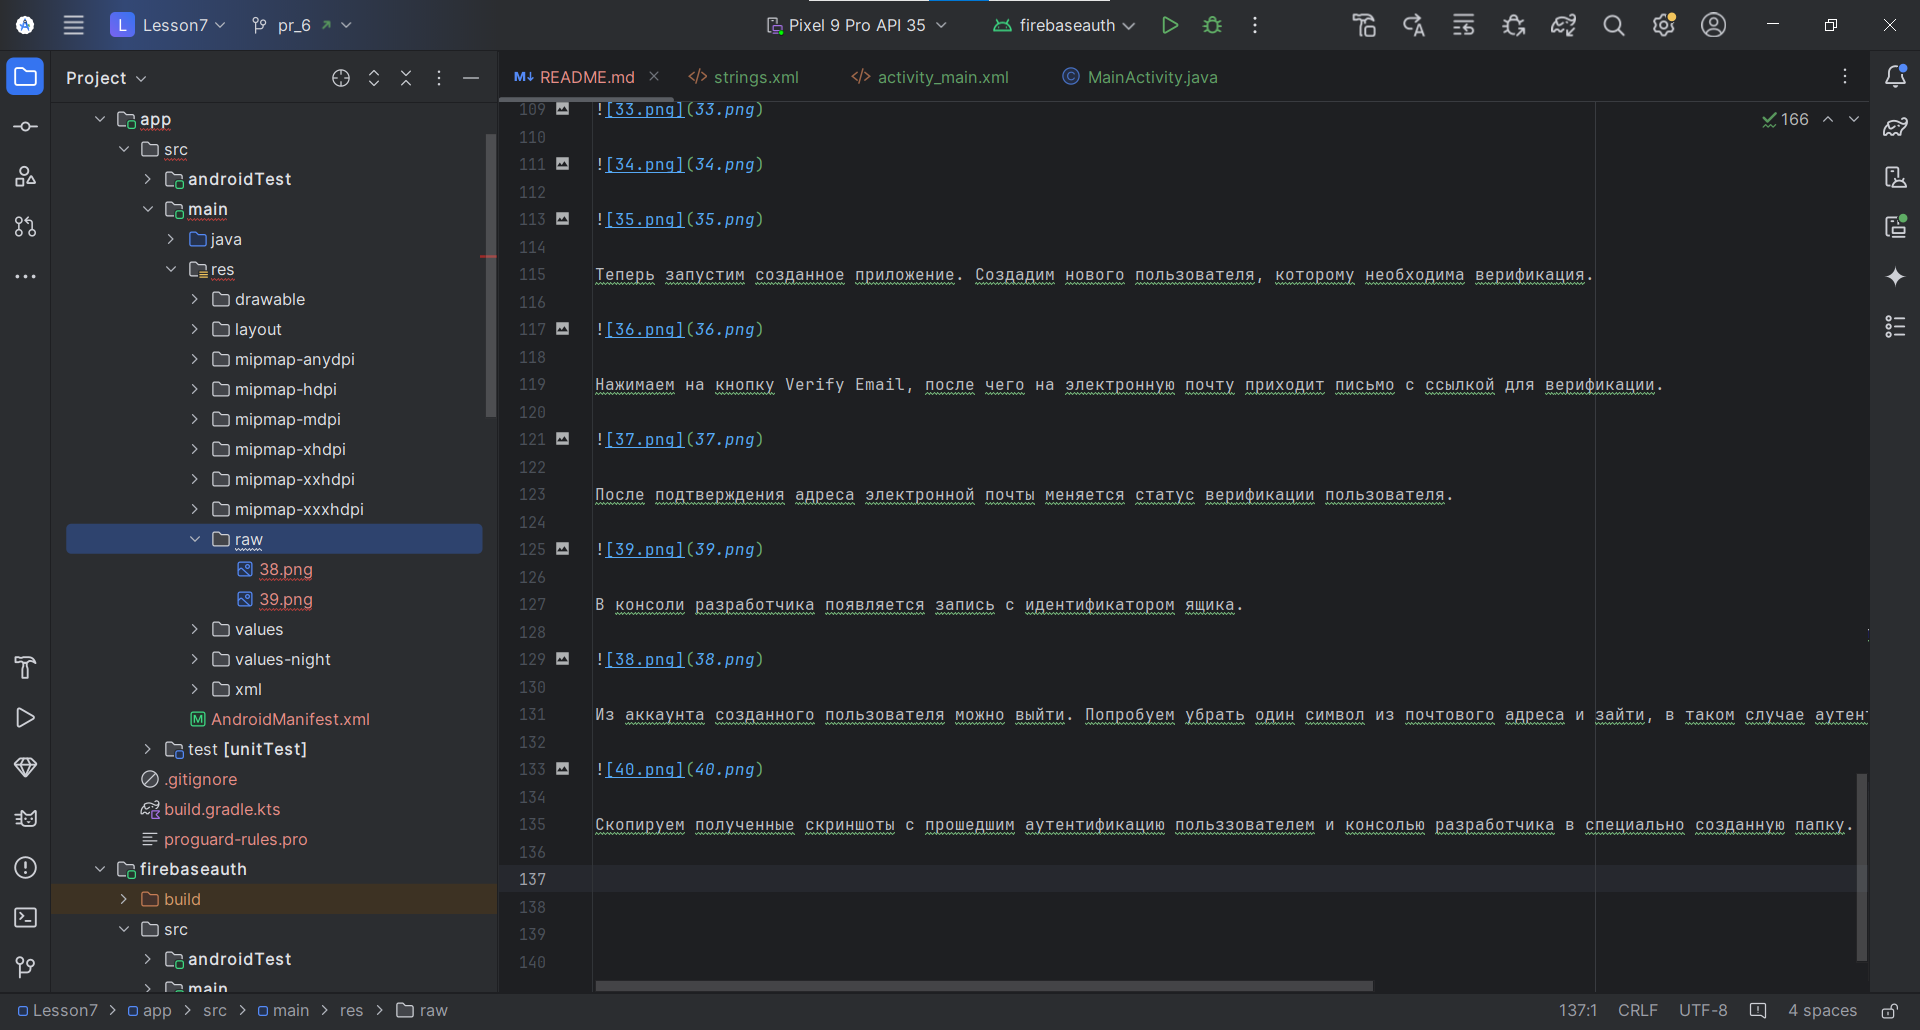 L Lesson7 pr_6 Pixel 9 Pro API 35 firebaseauth
Project
README.md strings.xml activity_main.xml MainActivity.java
app
src
androidTest
main
java
res
drawable
layout
mipmap-anydpi
mipmap-hdpi
mipmap-mdpi
mipmap-xhdpi
mipmap-xxhdpi
mipmap-xxxhdpi
raw
38.png
39.png
values
values-night
xml
AndroidManifest.xml
test [unitTest]
.gitignore
build.gradle.kts
proguard-rules.pro
firebaseauth
build
src
androidTest
main
166
109 ![33.png](33.png)
110
111 ![34.png](34.png)
112
113 ![35.png](35.png)
114
115 Теперь запустим созданное приложение. Создадим нового пользователя, которому необходима верификация.
116
117 ![36.png](36.png)
118
119 Нажимаем на кнопку Verify Email, после чего на электронную почту приходит письмо с ссылкой для верификации.
120
121 ![37.png](37.png)
122
123 После подтверждения адреса электронной почты меняется статус верификации пользователя.
124
125 ![39.png](39.png)
126
127 В консоли разработчика появляется запись с идентификатором ящика.
128
129 ![38.png](38.png)
130
131 Из аккаунта созданного пользователя можно выйти. Попробуем убрать один символ из почтового адреса и зайти, в таком случае аутен
132
133 ![40.png](40.png)
134
135 Скопируем полученные скриншоты с прошедшим аутентификацию польззователем и консолью разработчика в специально созданную папку.
136
137
138
139
140
Lesson7 > app > src > main > res > raw 137:1 CRLF UTF-8 4 spaces